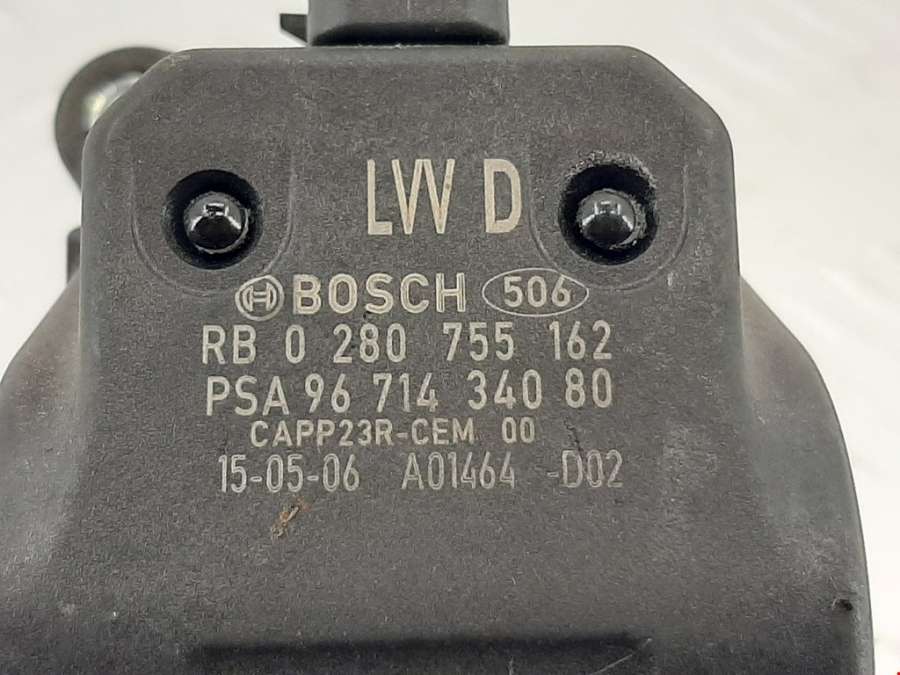 LW D
BOSCH 506
RB 0 280 755 162
PSA 96 714 340 80
CAPP23R-CEM 00
15-05-06 A01464 -D02